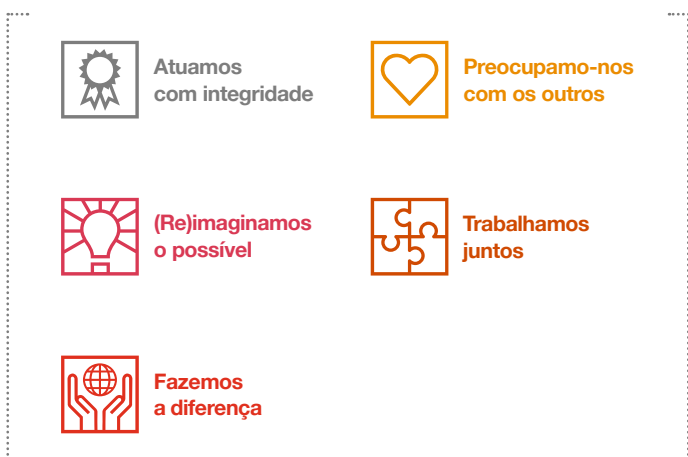 Atuamos
com integridade
Preocupamo-nos
com os outros
(Re)imaginamos
o possível
Trabalhamos
juntos
Fazemos
a diferença